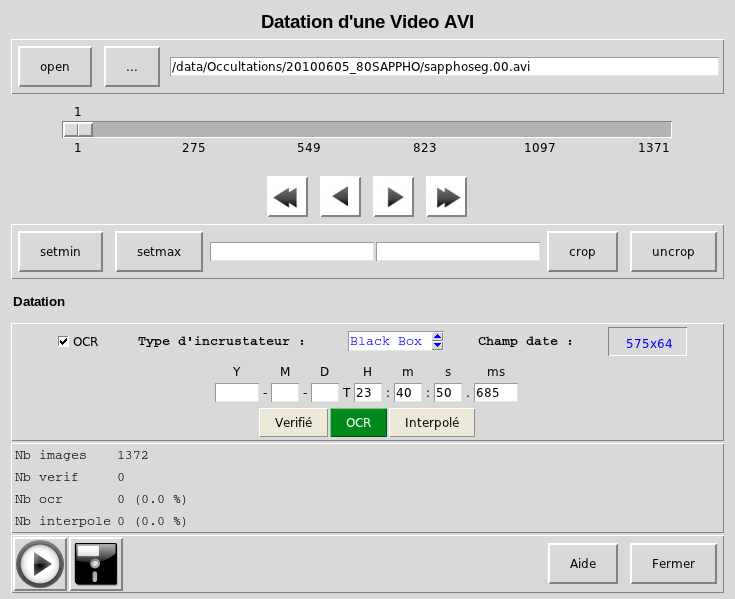 Datation d'une Video AVI
open ... /data/Occultations/20100605_80SAPPHO/sapphoseg.00.avi
1
1 275 549 823 1097 1371
setmin setmax crop uncrop
Datation
OCR Type d'incrustateur : Black Box Champ date : 575x64
Y M D H m s ms
- - T 23 : 40 : 50 . 685
Verifié OCR Interpolé
Nb images 1372
Nb verif 0
Nb ocr 0 (0.0 %)
Nb interpole 0 (0.0 %)
Aide Fermer